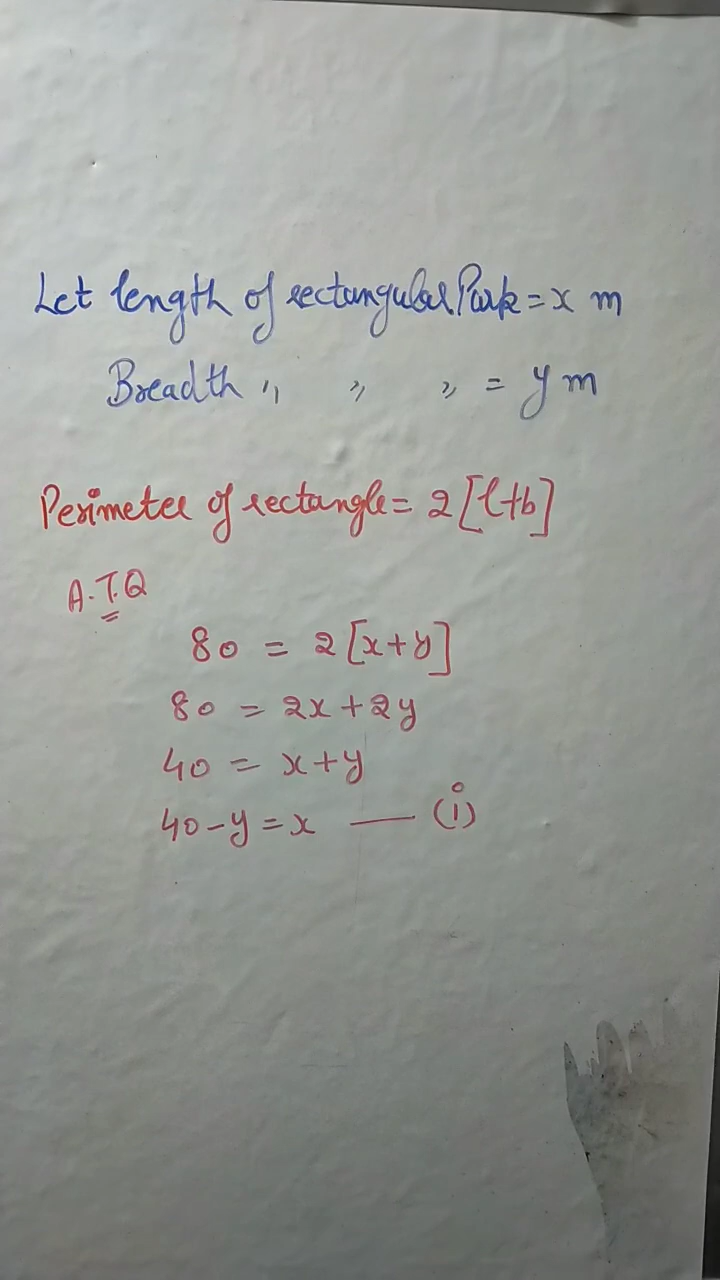 Let length of rectangular Park = x m
Breadth " " " = y m
Perimeter of rectangle = 2[l+b]
A.T.Q
80 = 2[x+y]
80 = 2x+2y
40 = x+y
40-y=x — (i)